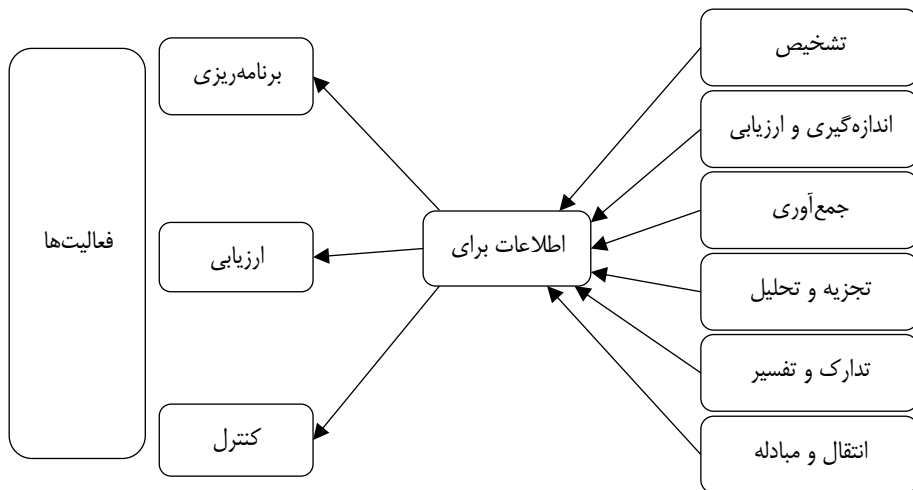 تشخیص
اندازه‌گیری و ارزیابی
جمع‌آوری
تجزیه و تحلیل
تدارک و تفسیر
انتقال و مبادله
اطلاعات برای
برنامه‌ریزی
ارزیابی
کنترل
فعالیت‌ها